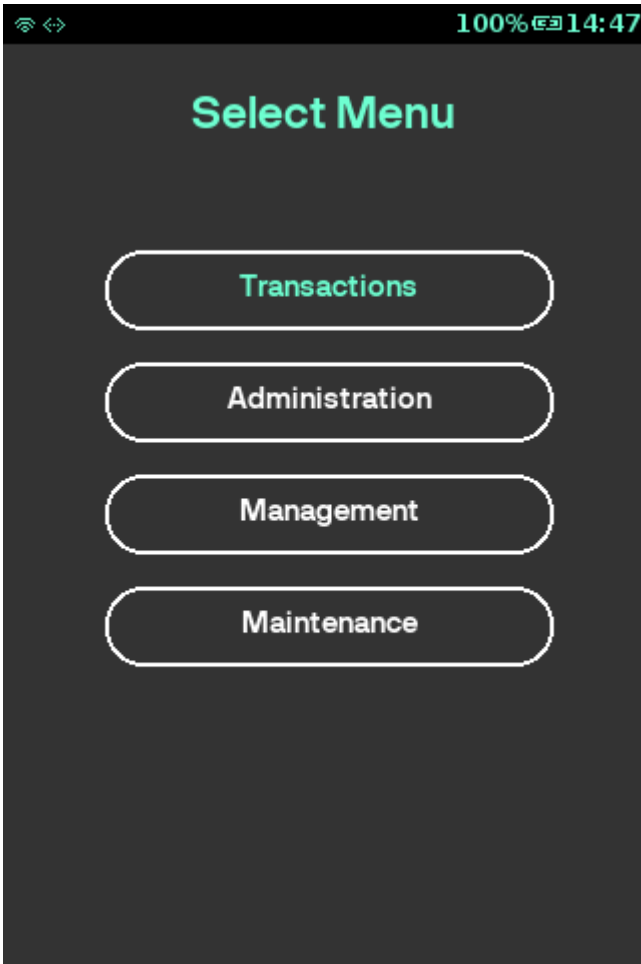 100% 14:47
Select Menu
Transactions
Administration
Management
Maintenance